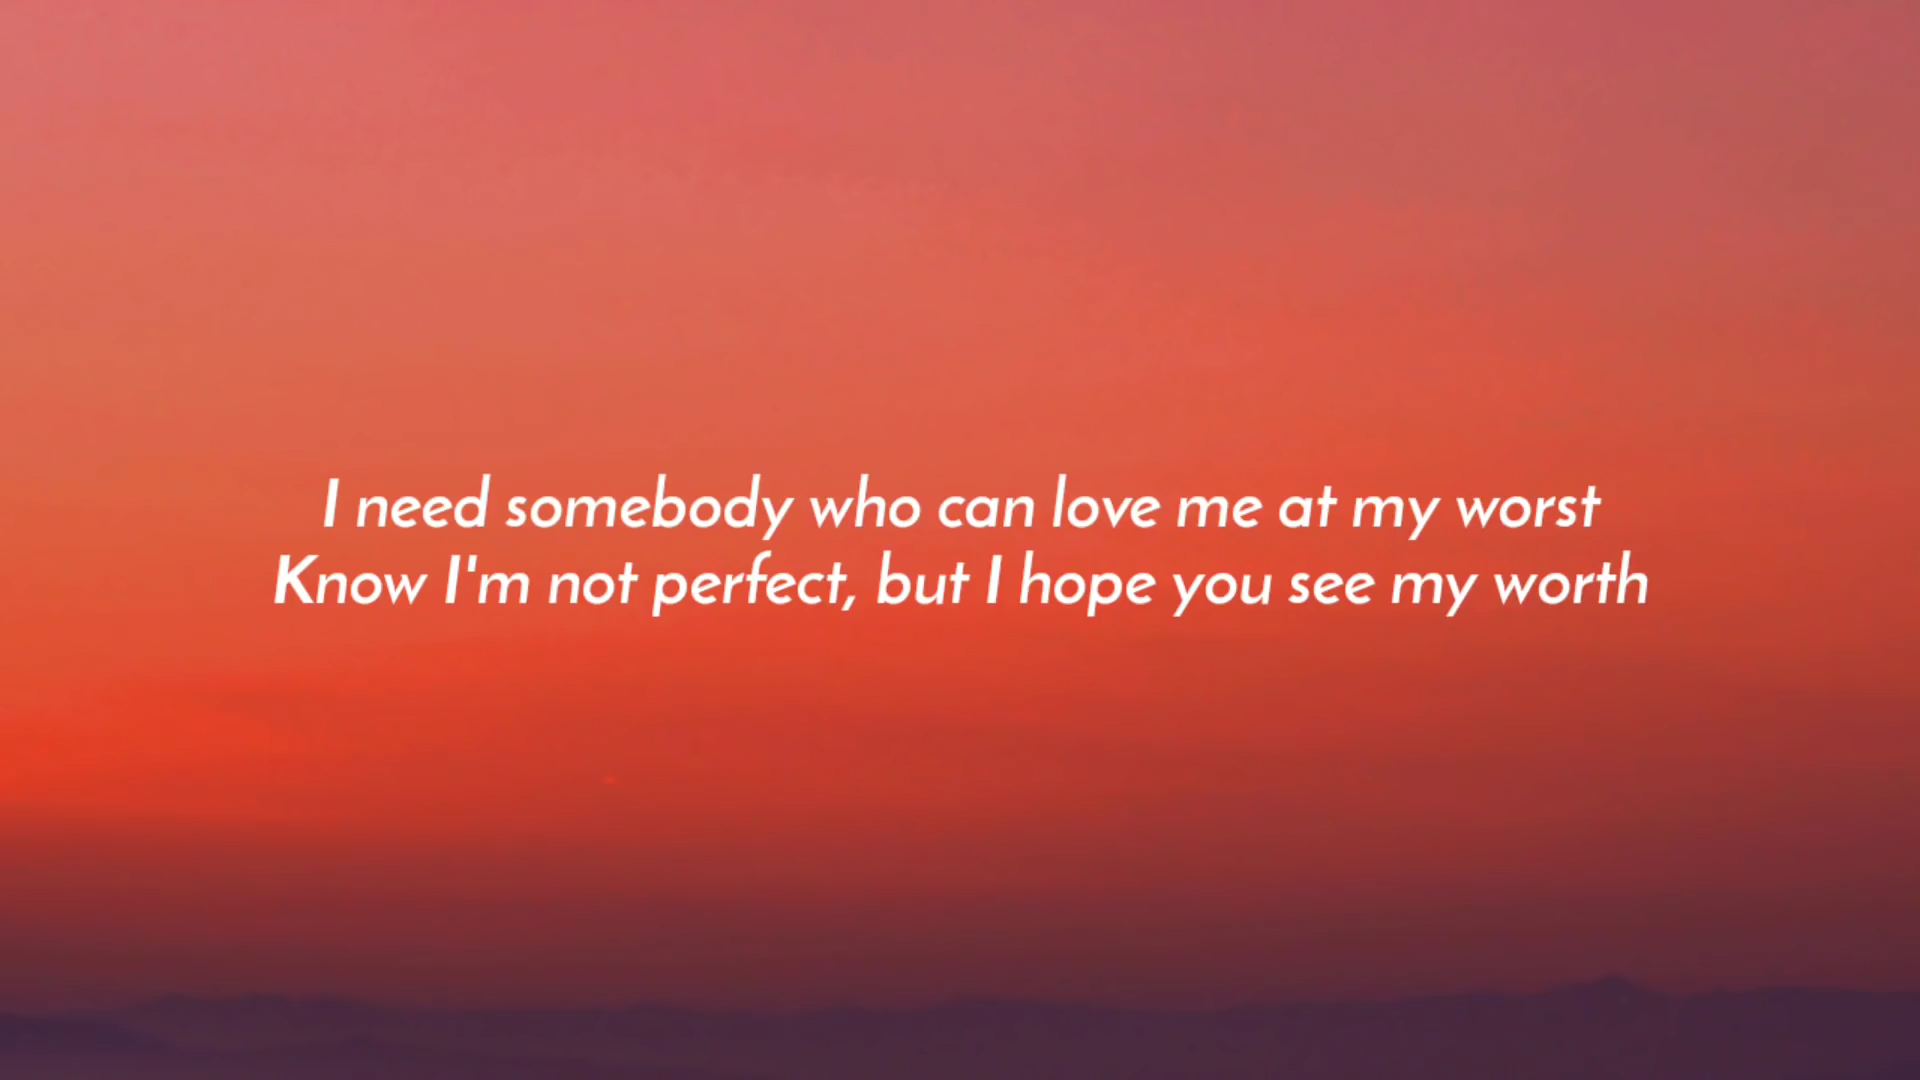 I need somebody who can love me at my worst
Know I'm not perfect, but I hope you see my worth